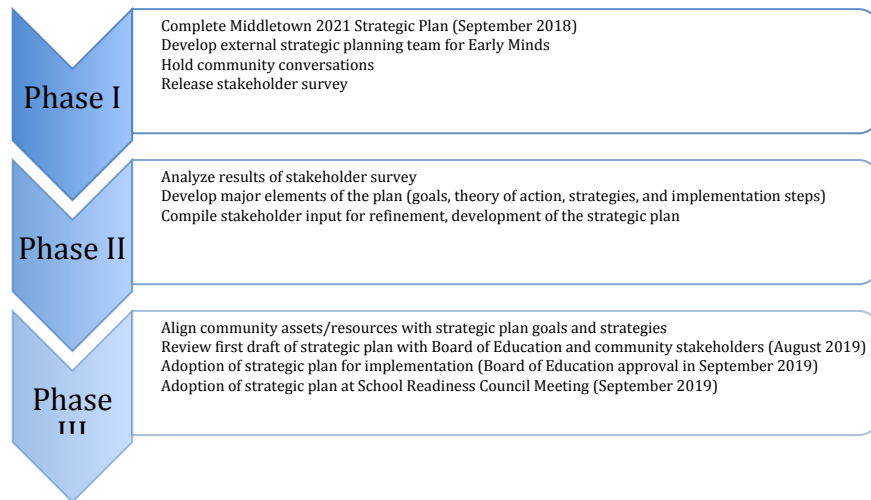 Phase I
Complete Middletown 2021 Strategic Plan (September 2018)
Develop external strategic planning team for Early Minds
Hold community conversations
Release stakeholder survey
Phase II
Analyze results of stakeholder survey
Develop major elements of the plan (goals, theory of action, strategies, and implementation steps)
Compile stakeholder input for refinement, development of the strategic plan
Phase
III
Align community assets/resources with strategic plan goals and strategies
Review first draft of strategic plan with Board of Education and community stakeholders (August 2019)
Adoption of strategic plan for implementation (Board of Education approval in September 2019)
Adoption of strategic plan at School Readiness Council Meeting (September 2019)